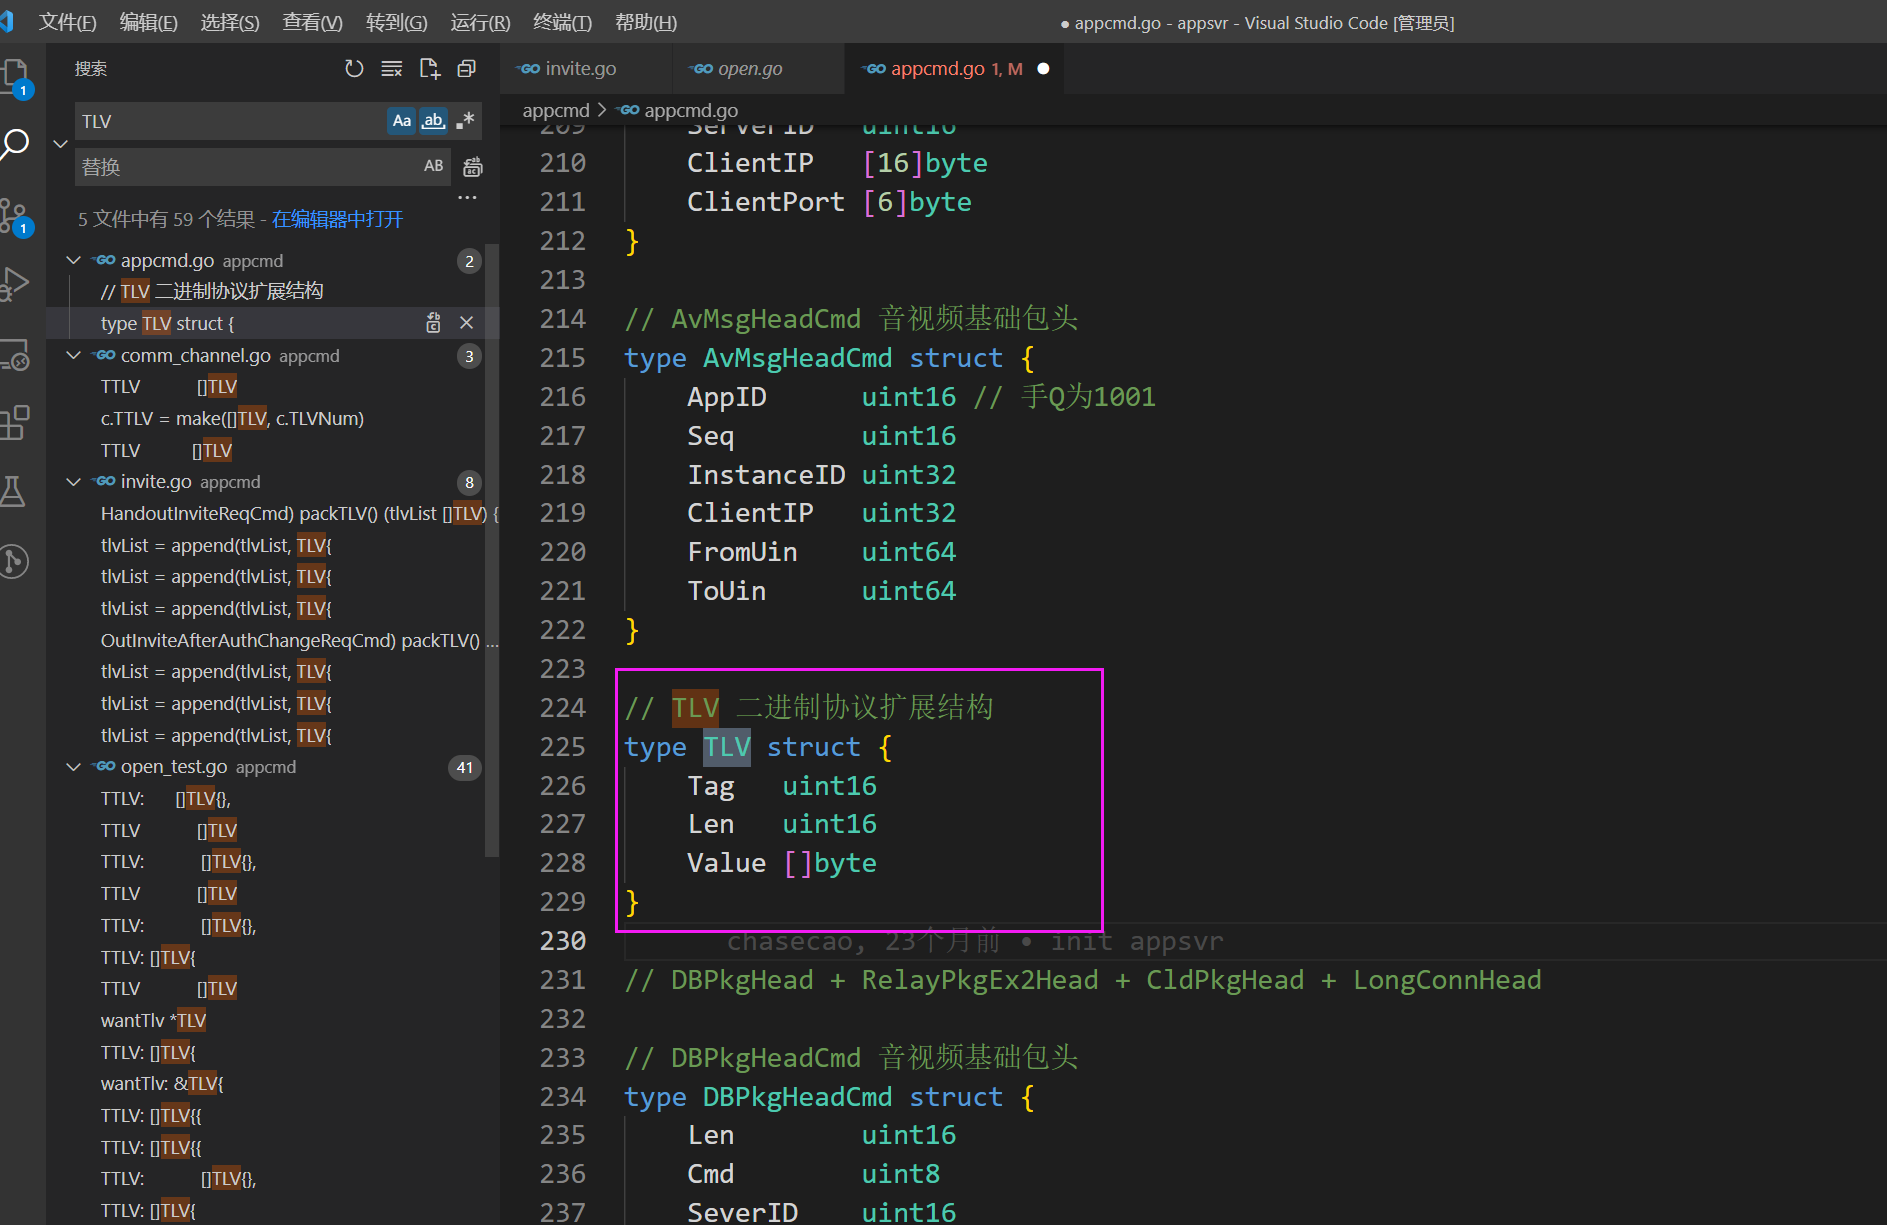 文件(F) 编辑(E) 选择(S) 查看(V) 转到(G) 运行(R) 终端(T) 帮助(H)
● appcmd.go - appsvr - Visual Studio Code [管理员]
搜索
TLV
Aa
ab
替换
AB
...
5 文件中有 59 个结果 - 在编辑器中打开
appcmd.go appcmd 2
// TLV 二进制协议扩展结构
type TLV struct {
comm_channel.go appcmd 3
TTLV []TLV
c.TTLV = make([]TLV, c.TLVNum)
TTLV []TLV
invite.go appcmd 8
HandoutInviteReqCmd) packTLV() (tlvList []TLV) {
tlvList = append(tlvList, TLV{
tlvList = append(tlvList, TLV{
tlvList = append(tlvList, TLV{
OutInviteAfterAuthChangeReqCmd) packTLV() ...
tlvList = append(tlvList, TLV{
tlvList = append(tlvList, TLV{
tlvList = append(tlvList, TLV{
open_test.go appcmd 41
TTLV: []TLV{},
TTLV []TLV
TTLV: []TLV{},
TTLV []TLV
TTLV: []TLV{},
TTLV: []TLV{
TTLV []TLV
wantTlv *TLV
TTLV: []TLV{
wantTlv: &TLV{
TTLV: []TLV{{
TTLV: []TLV{{
TTLV: []TLV{},
TTLV: []TLV{
1
1
GO invite.go
GO open.go
GO appcmd.go 1, M ●
appcmd > GO appcmd.go
209 ServerID uint16
210 ClientIP [16]byte
211 ClientPort [6]byte
212 }
213
214 // AvMsgHeadCmd 音视频基础包头
215 type AvMsgHeadCmd struct {
216 AppID uint16 // 手Q为1001
217 Seq uint16
218 InstanceID uint32
219 ClientIP uint32
220 FromUin uint64
221 ToUin uint64
222 }
223
224 // TLV 二进制协议扩展结构
225 type TLV struct {
226 Tag uint16
227 Len uint16
228 Value []byte
229 }
230 chasecao, 23个月前 • init appsvr
231 // DBPkgHead + RelayPkgEx2Head + CldPkgHead + LongConnHead
232
233 // DBPkgHeadCmd 音视频基础包头
234 type DBPkgHeadCmd struct {
235 Len uint16
236 Cmd uint8
237 SeverID uint16